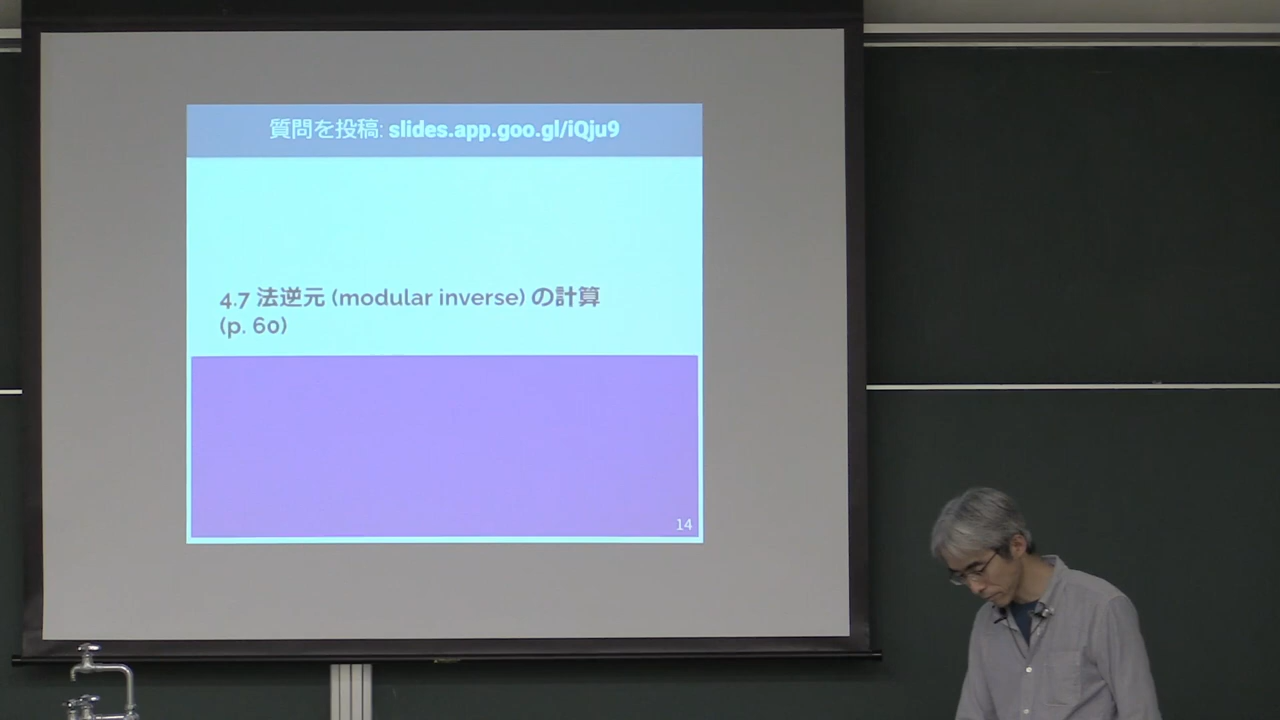 質問を投稿: slides.app.goo.gl/iQju9
4.7 法逆元 (modular inverse) の計算
(p. 60)
14